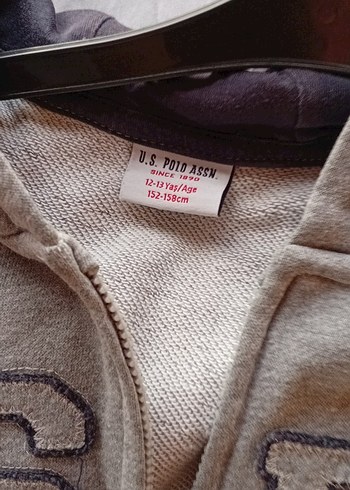 U.S. POLO ASSN.
SINCE 1890
12-13 Yaş/Age
152-158cm